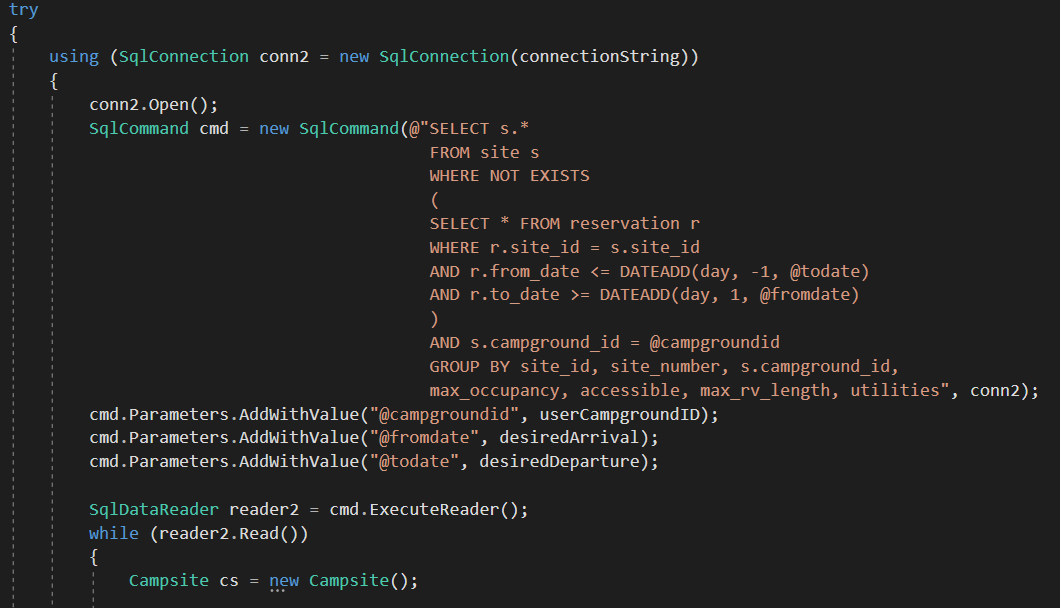 try
{
    using (SqlConnection conn2 = new SqlConnection(connectionString))
    {
        conn2.Open();
        SqlCommand cmd = new SqlCommand(@"SELECT s.*
                                          FROM site s
                                          WHERE NOT EXISTS
                                          (
                                          SELECT * FROM reservation r
                                          WHERE r.site_id = s.site_id
                                          AND r.from_date <= DATEADD(day, -1, @todate)
                                          AND r.to_date >= DATEADD(day, 1, @fromdate)
                                          )
                                          AND s.campground_id = @campgroundid
                                          GROUP BY site_id, site_number, s.campground_id,
                                          max_occupancy, accessible, max_rv_length, utilities", conn2);
        cmd.Parameters.AddWithValue("@campgroundid", userCampgroundID);
        cmd.Parameters.AddWithValue("@fromdate", desiredArrival);
        cmd.Parameters.AddWithValue("@todate", desiredDeparture);

        SqlDataReader reader2 = cmd.ExecuteReader();
        while (reader2.Read())
        {
            Campsite cs = new Campsite();